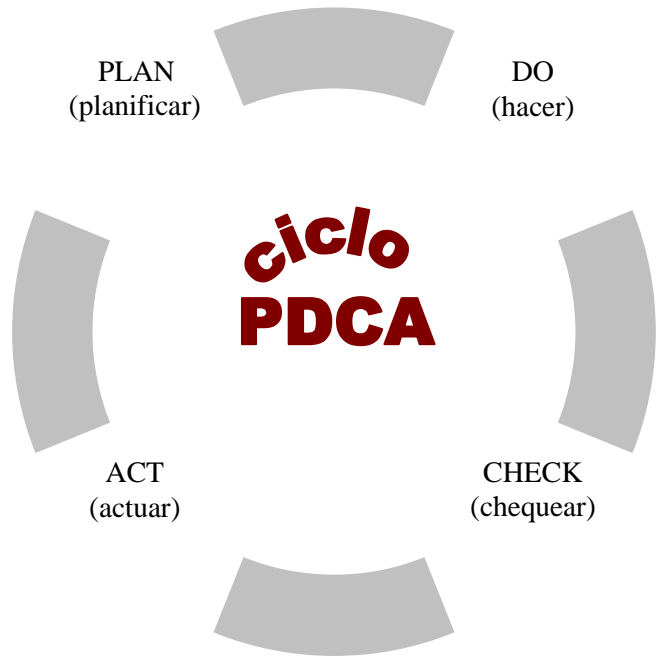 PLAN
(planificar)
DO
(hacer)
ciclo
PDCA
ACT
(actuar)
CHECK
(chequear)